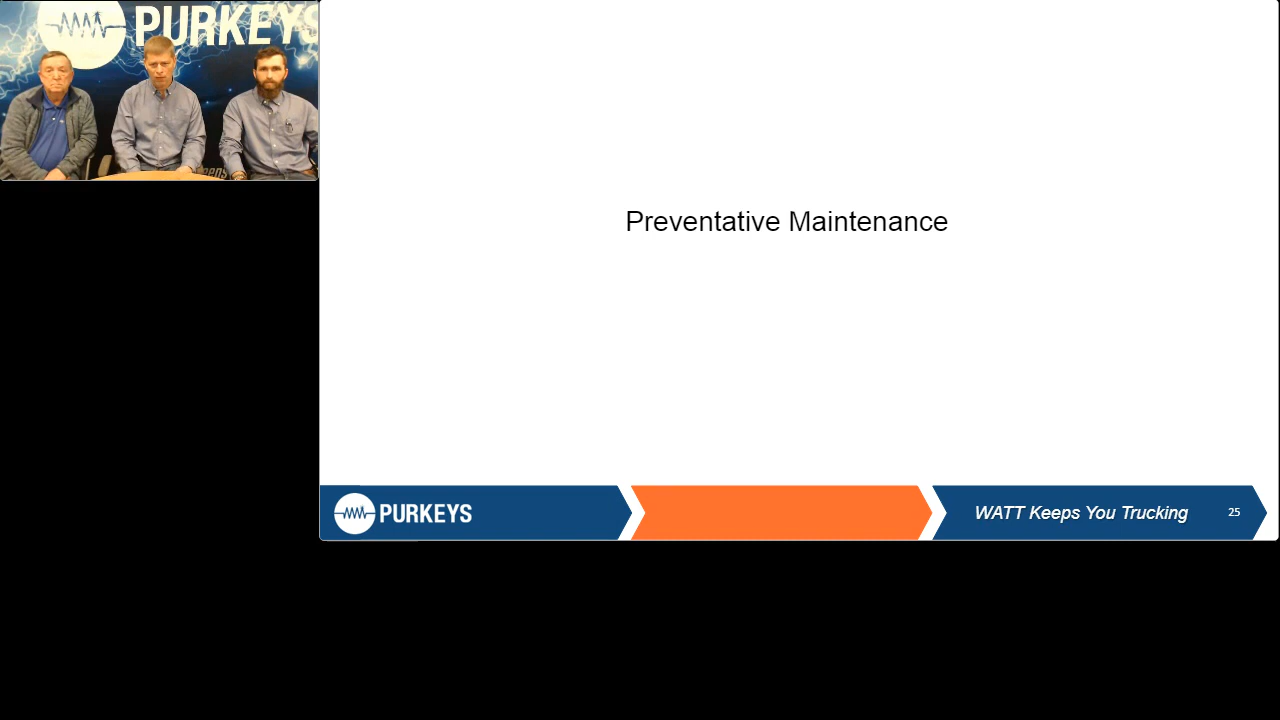 PURKEYS
Preventative Maintenance
PURKEYS
WATT Keeps You Trucking
25